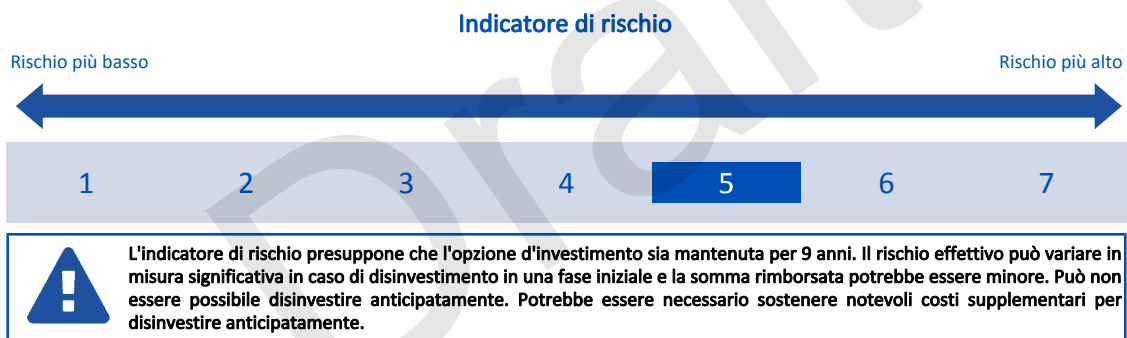 Indicatore di rischio
Rischio più basso Rischio più alto
1 2 3 4 5 6 7
L'indicatore di rischio presuppone che l'opzione d'investimento sia mantenuta per 9 anni. Il rischio effettivo può variare in
misura significativa in caso di disinvestimento in una fase iniziale e la somma rimborsata potrebbe essere minore. Può non
essere possibile disinvestire anticipatamente. Potrebbe essere necessario sostenere notevoli costi supplementari per
disinvestire anticipatamente.
Draft